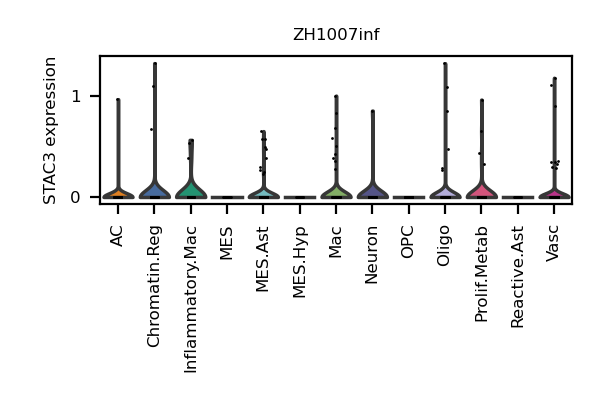 ZH1007inf
STAC3 expression
1
0
AC
Chromatin.Reg
Inflammatory.Mac
MES
MES.Ast
MES.Hyp
Mac
Neuron
OPC
Oligo
Prolif.Metab
Reactive.Ast
Vasc